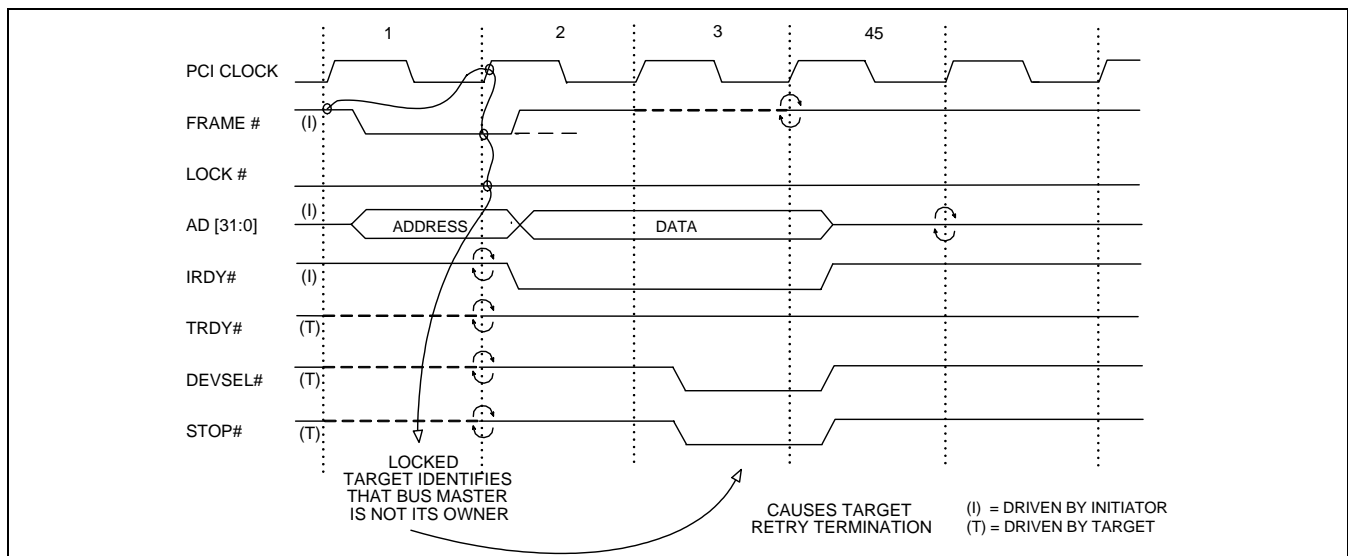 1 2 3 45
PCI CLOCK
FRAME # (I)
LOCK #
AD [31:0] (I) ADDRESS DATA
IRDY# (I)
TRDY# (T)
DEVSEL# (T)
STOP# (T)
LOCKED
TARGET IDENTIFIES
THAT BUS MASTER
IS NOT ITS OWNER
CAUSES TARGET
RETRY TERMINATION
(I) = DRIVEN BY INITIATOR
(T) = DRIVEN BY TARGET